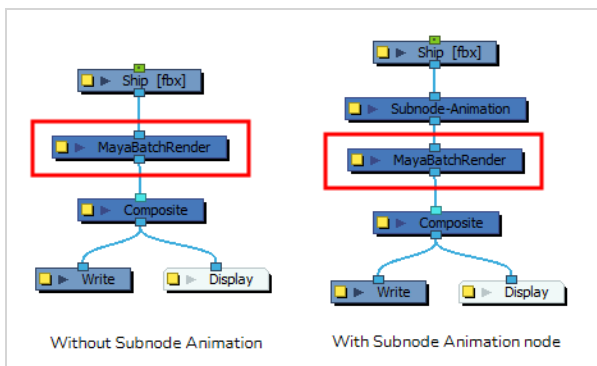 Ship [fbx]
MayaBatchRender
Composite
Write
Display
Without Subnode Animation
Ship [fbx]
Subnode-Animation
MayaBatchRender
Composite
Write
Display
With Subnode Animation node